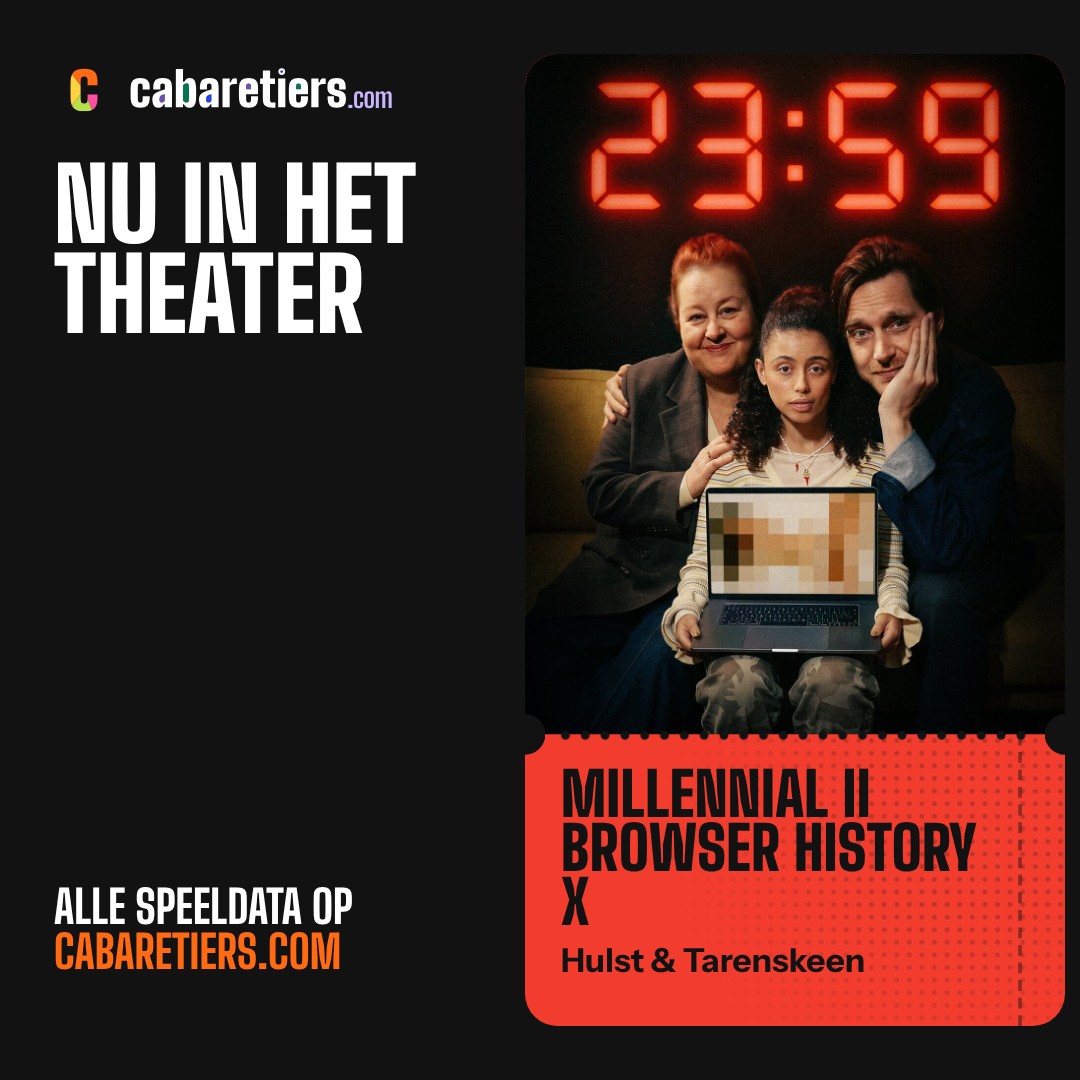 cabaretiers.com
NU IN HET
THEATER
ALLE SPEELDATA OP
CABARETIERS.COM
23:59
MILLENNIAL II
BROWSER HISTORY
X
Hulst & Tarenskeen